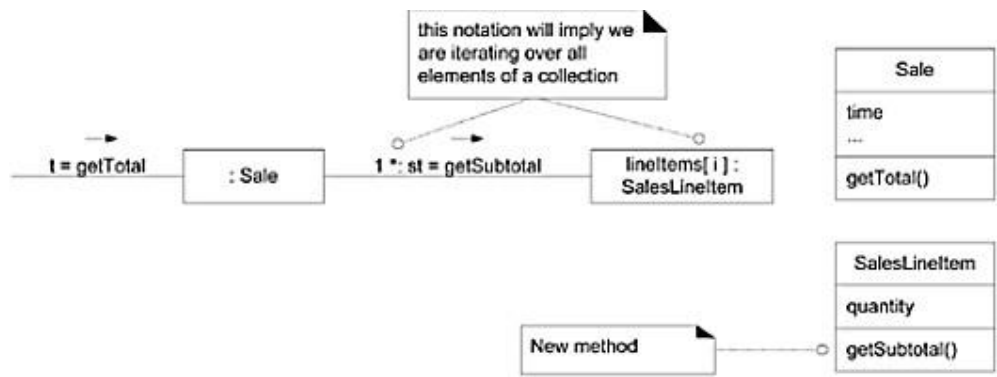 this notation will imply we
are iterating over all
elements of a collection
t = getTotal
: Sale
1 *: st = getSubtotal
lineItems[ i ] :
SalesLineItem
Sale
time
...
getTotal()
SalesLineItem
quantity
getSubtotal()
New method